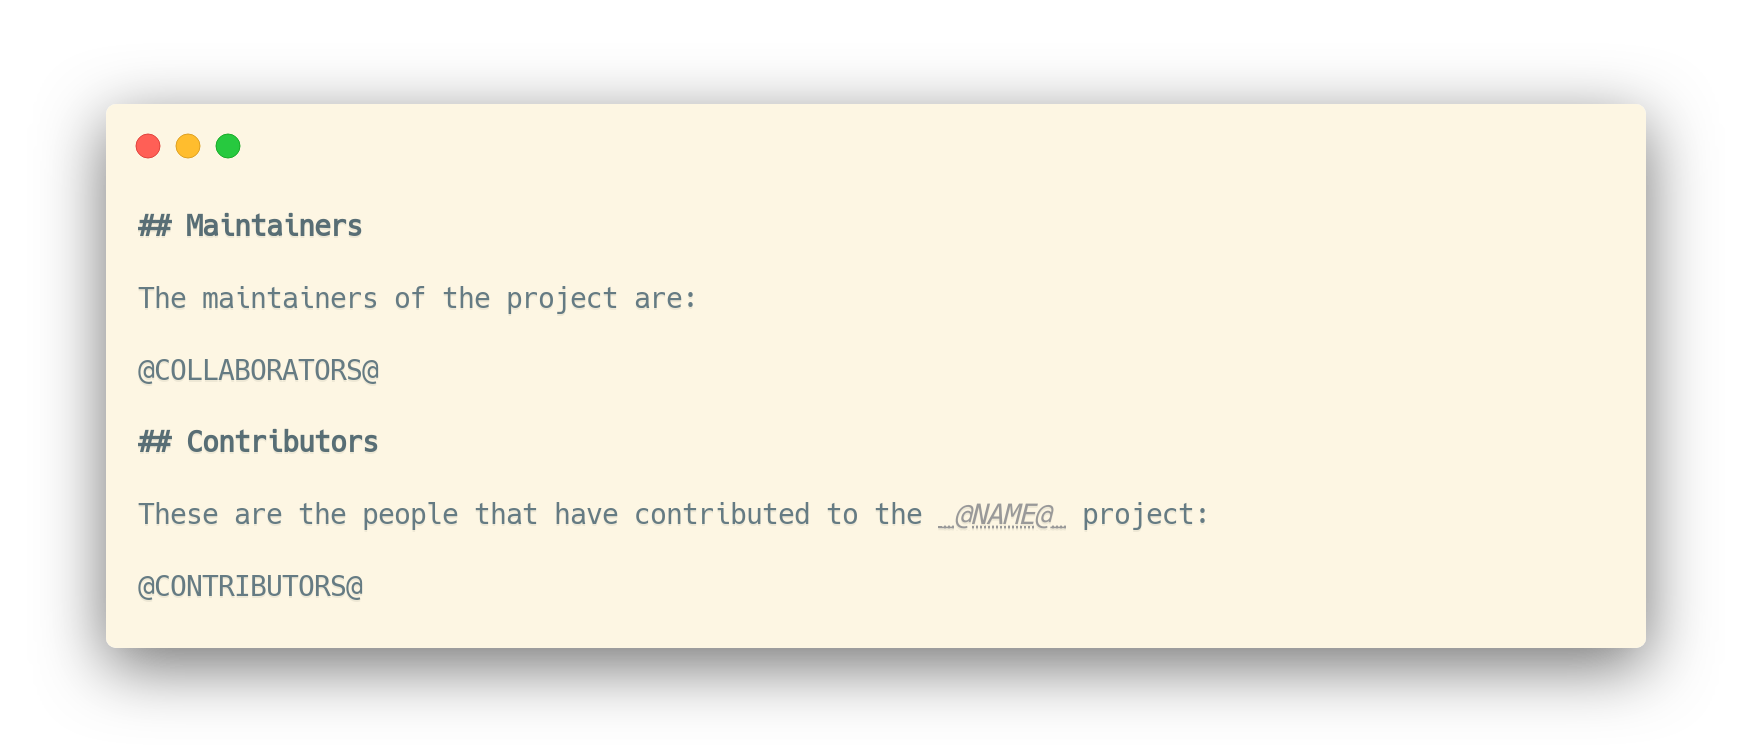 ## Maintainers
The maintainers of the project are:
@COLLABORATORS@
## Contributors
These are the people that have contributed to the _@NAME@_ project:
@CONTRIBUTORS@